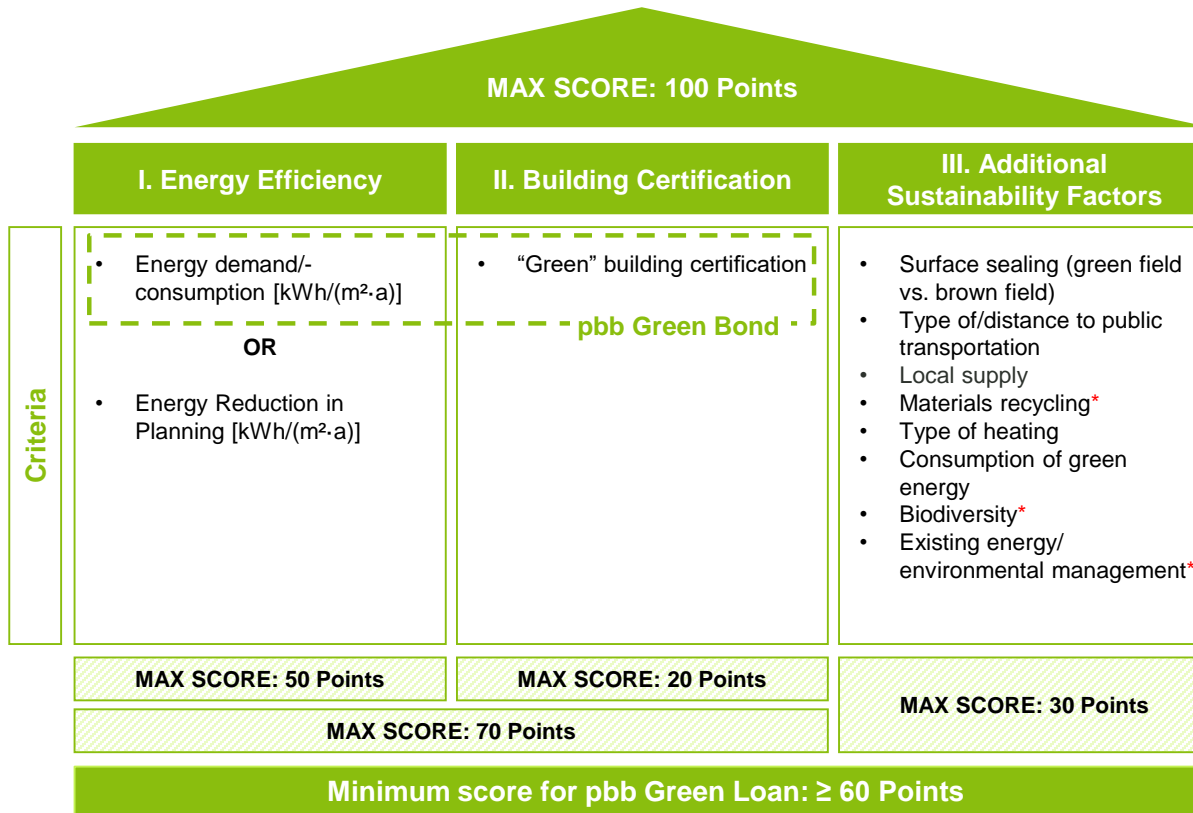 MAX SCORE: 100 Points
I. Energy Efficiency
II. Building Certification
III. Additional
Sustainability Factors
Criteria
• Energy demand/-
consumption [kWh/(m²·a)]
OR
• Energy Reduction in
Planning [kWh/(m²·a)]
• “Green” building certification
pbb Green Bond
• Surface sealing (green field
vs. brown field)
• Type of/distance to public
transportation
• Local supply
• Materials recycling*
• Type of heating
• Consumption of green
energy
• Biodiversity*
• Existing energy/
environmental management*
MAX SCORE: 50 Points
MAX SCORE: 20 Points
MAX SCORE: 30 Points
MAX SCORE: 70 Points
Minimum score for pbb Green Loan: ≥ 60 Points